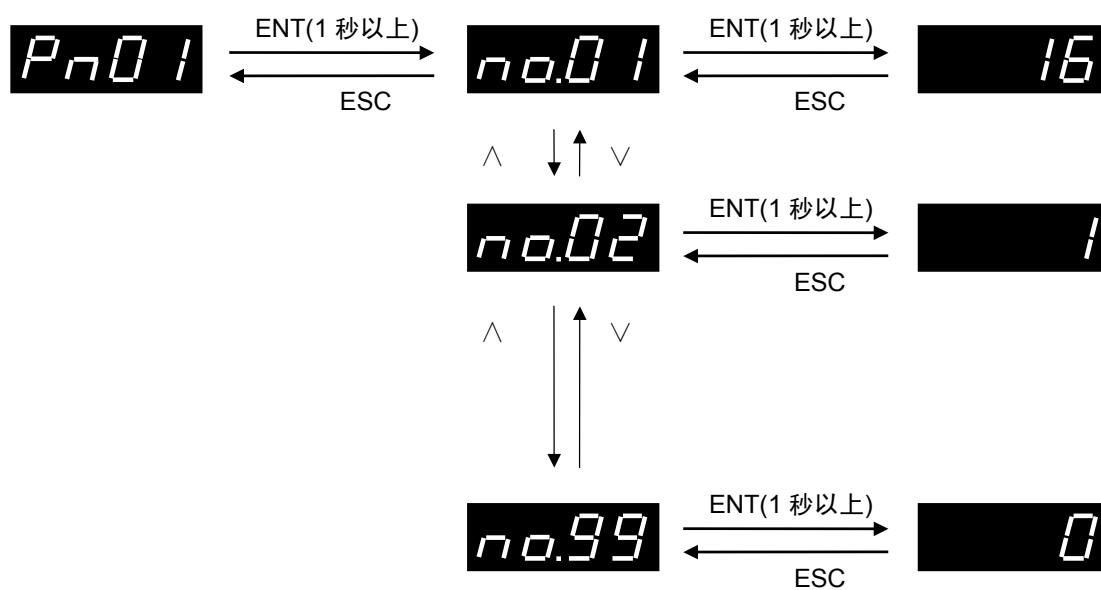 Pn01 ENT(1 秒以上) no.01 ENT(1 秒以上) 16
ESC ESC
∧ ∨
no.02 ENT(1 秒以上) 1
ESC
∧ ∨
no.99 ENT(1 秒以上) 0
ESC